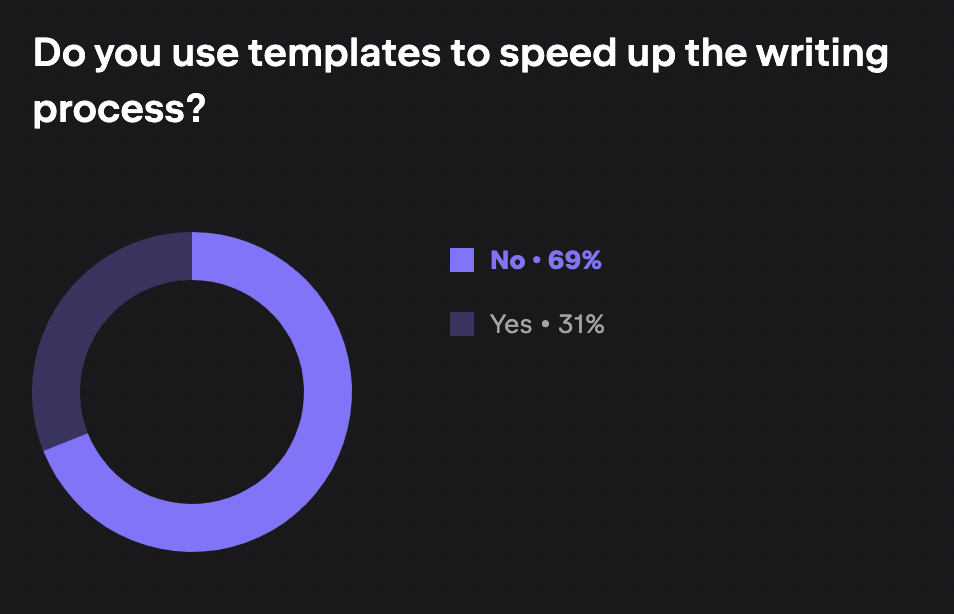 Do you use templates to speed up the writing
process?
No • 69%
Yes • 31%